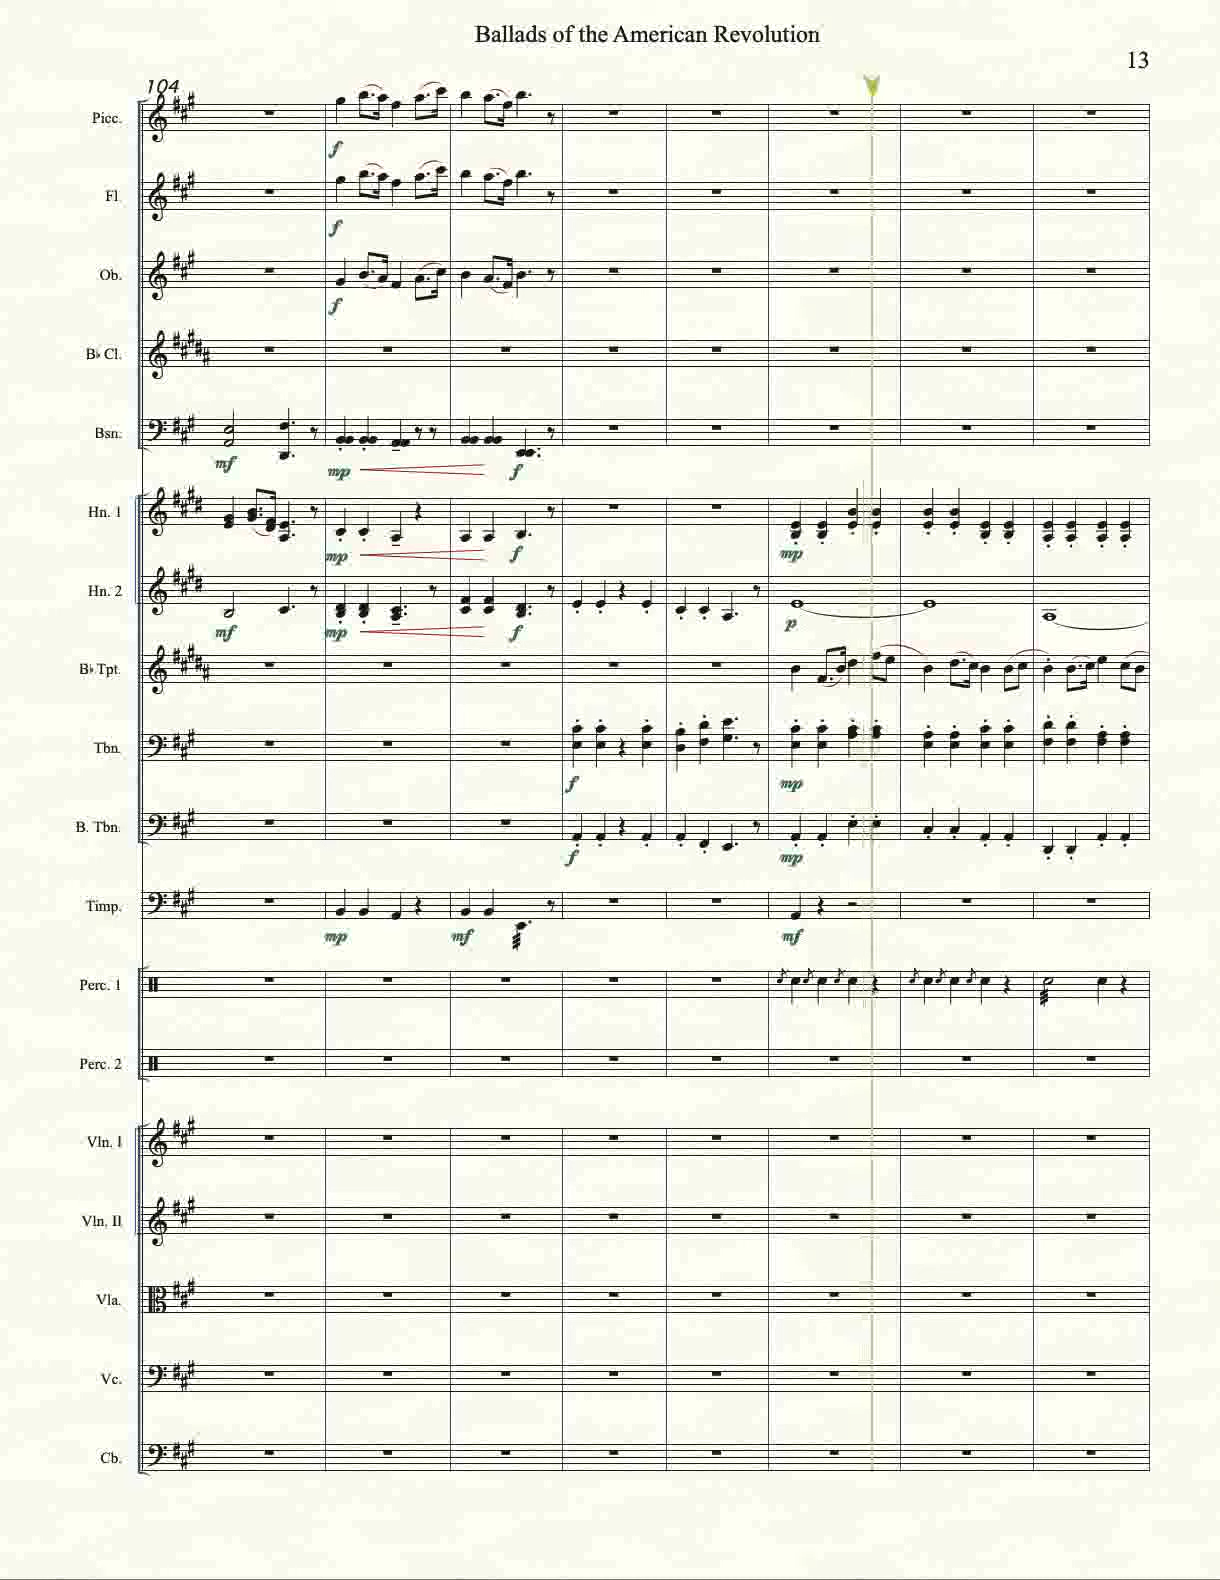 Ballads of the American Revolution
13
104
Picc.
f
Fl
f
Ob.
f
B♭ Cl.
Bsn.
mf mp f
Hn. 1
mp f mp
Hn. 2
mf mp f p
B♭ Tpt.
Tbn.
f mp
B. Tbn.
f mp
Timp.
mp mf mf
Perc. 1
Perc. 2
Vln. I
Vln. II
Vla.
Vc.
Cb.